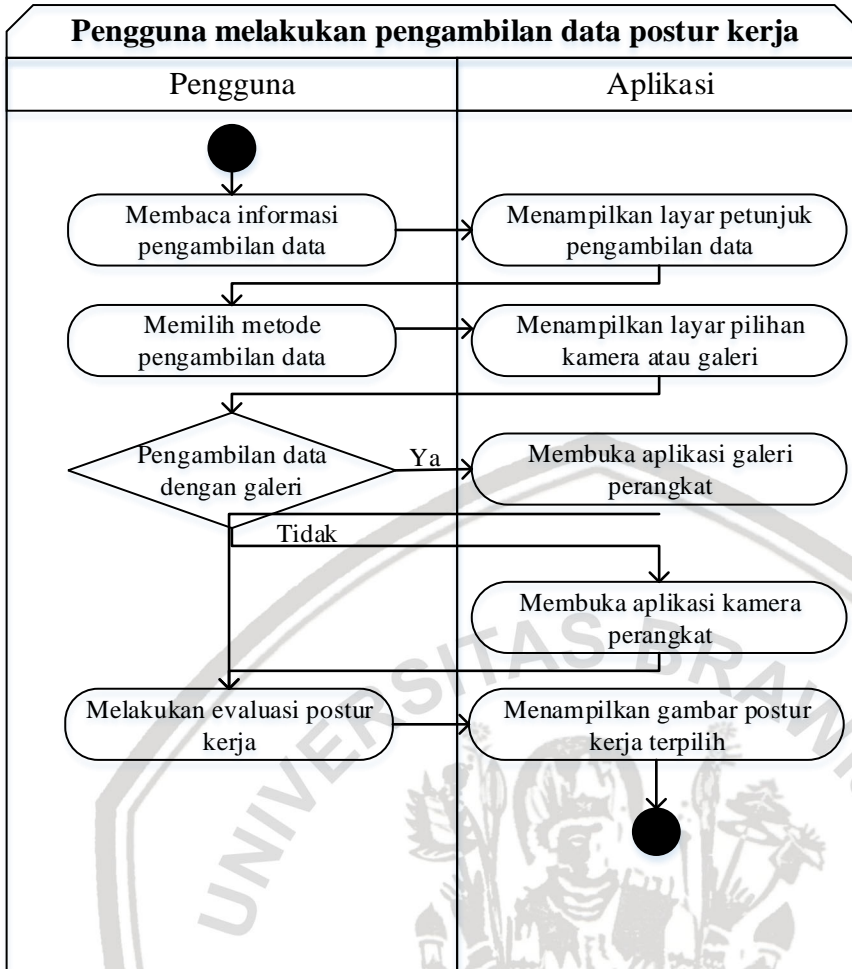 Pengguna melakukan pengambilan data postur kerja
Pengguna
Aplikasi
Membaca informasi
pengambilan data
Menampilkan layar petunjuk
pengambilan data
Memilih metode
pengambilan data
Menampilkan layar pilihan
kamera atau galeri
Pengambilan data
dengan galeri
Ya
Membuka aplikasi galeri
perangkat
Tidak
Membuka aplikasi kamera
perangkat
Melakukan evaluasi postur
kerja
Menampilkan gambar postur
kerja terpilih
UNIVERSITAS BRAW